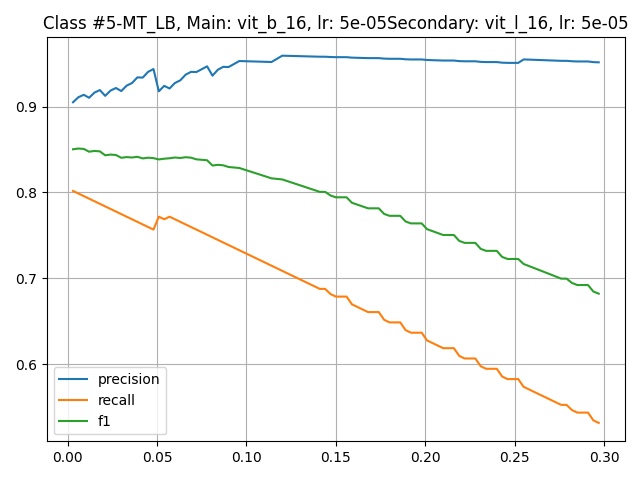 Class #5-MT_LB, Main: vit_b_16, lr: 5e-05Secondary: vit_l_16, lr: 5e-05
0.9
0.8
0.7
0.6
precision
recall
f1
0.00 0.05 0.10 0.15 0.20 0.25 0.30